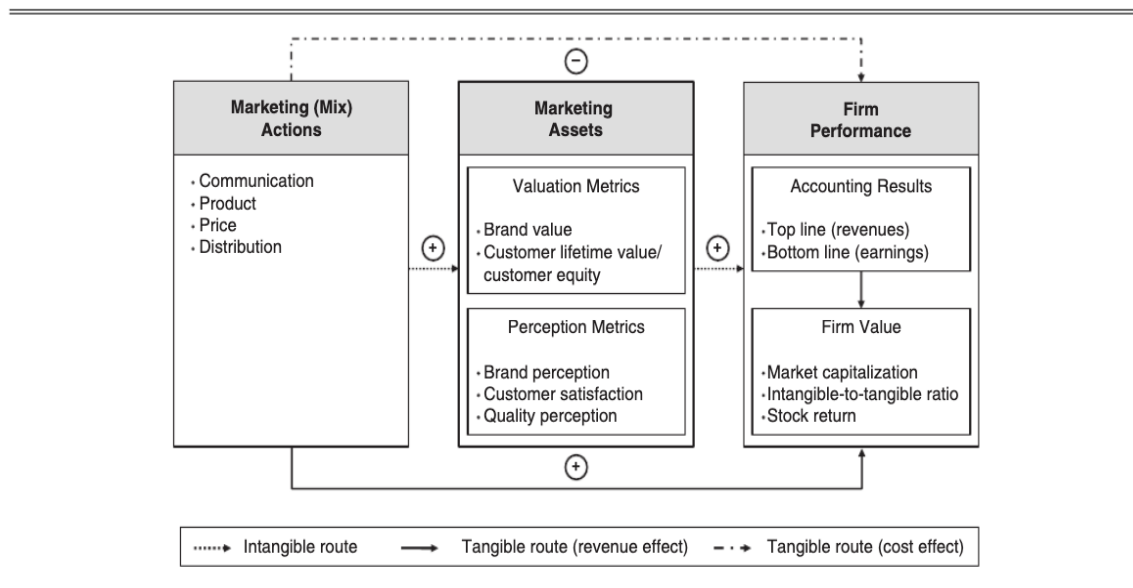 −
Marketing (Mix)
Actions
• Communication
• Product
• Price
• Distribution
+
Marketing
Assets
Valuation Metrics
• Brand value
• Customer lifetime value/
customer equity
Perception Metrics
• Brand perception
• Customer satisfaction
• Quality perception
+
Firm
Performance
Accounting Results
• Top line (revenues)
• Bottom line (earnings)
Firm Value
• Market capitalization
• Intangible-to-tangible ratio
• Stock return
+
Intangible route
Tangible route (revenue effect)
Tangible route (cost effect)